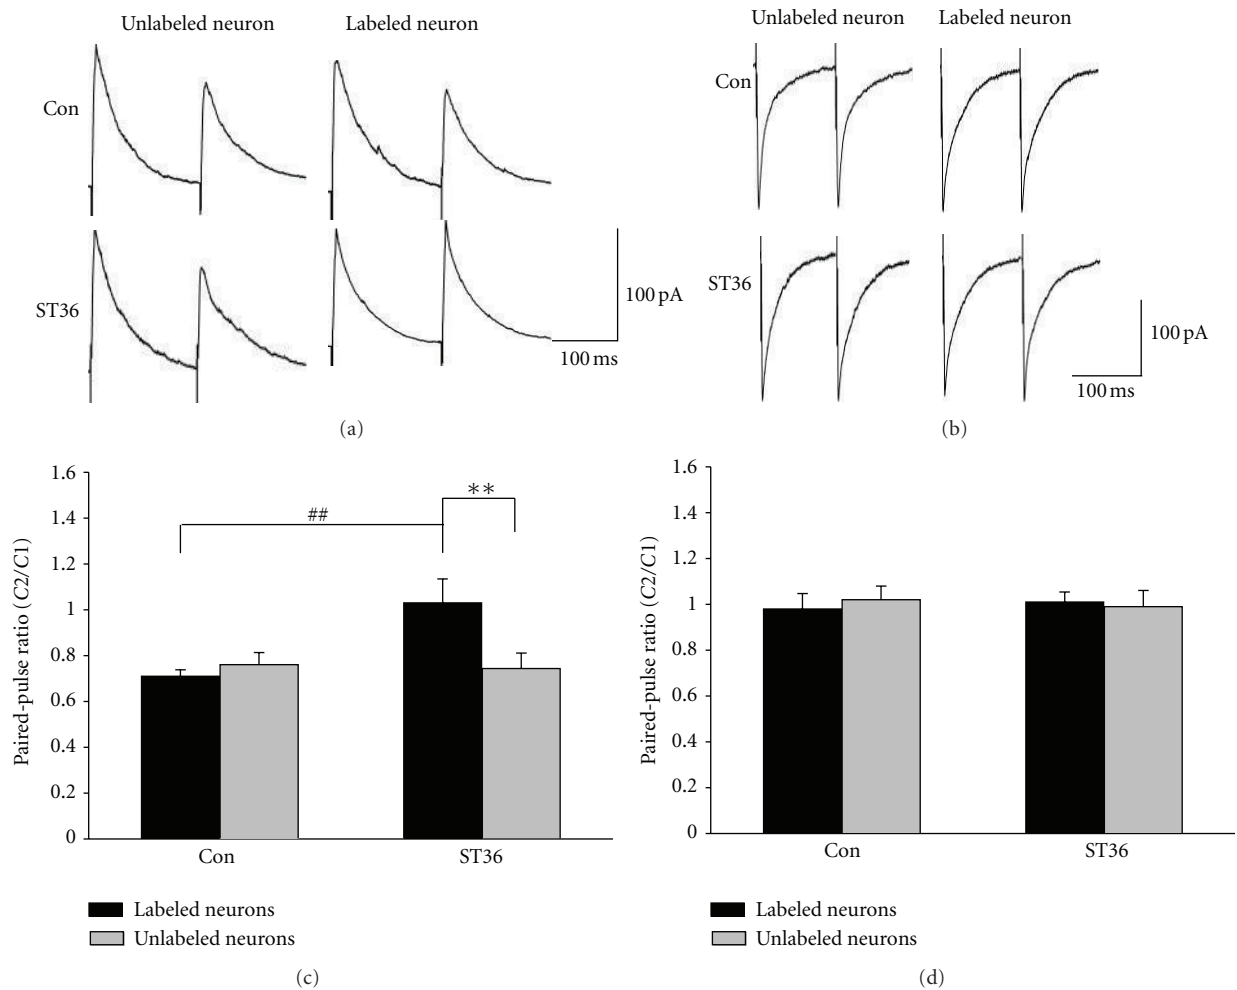 Unlabeled neuron Labeled neuron
Con
ST36
100 pA
100 ms
(a)
Unlabeled neuron Labeled neuron
Con
ST36
100 pA
100 ms
(b)
Paired-pulse ratio (C2/C1)
1.6
1.4
1.2
1
0.8
0.6
0.4
0.2
0
##
**
Con ST36
Labeled neurons
Unlabeled neurons
(c)
Paired-pulse ratio (C2/C1)
1.6
1.4
1.2
1
0.8
0.6
0.4
0.2
0
Con ST36
Labeled neurons
Unlabeled neurons
(d)